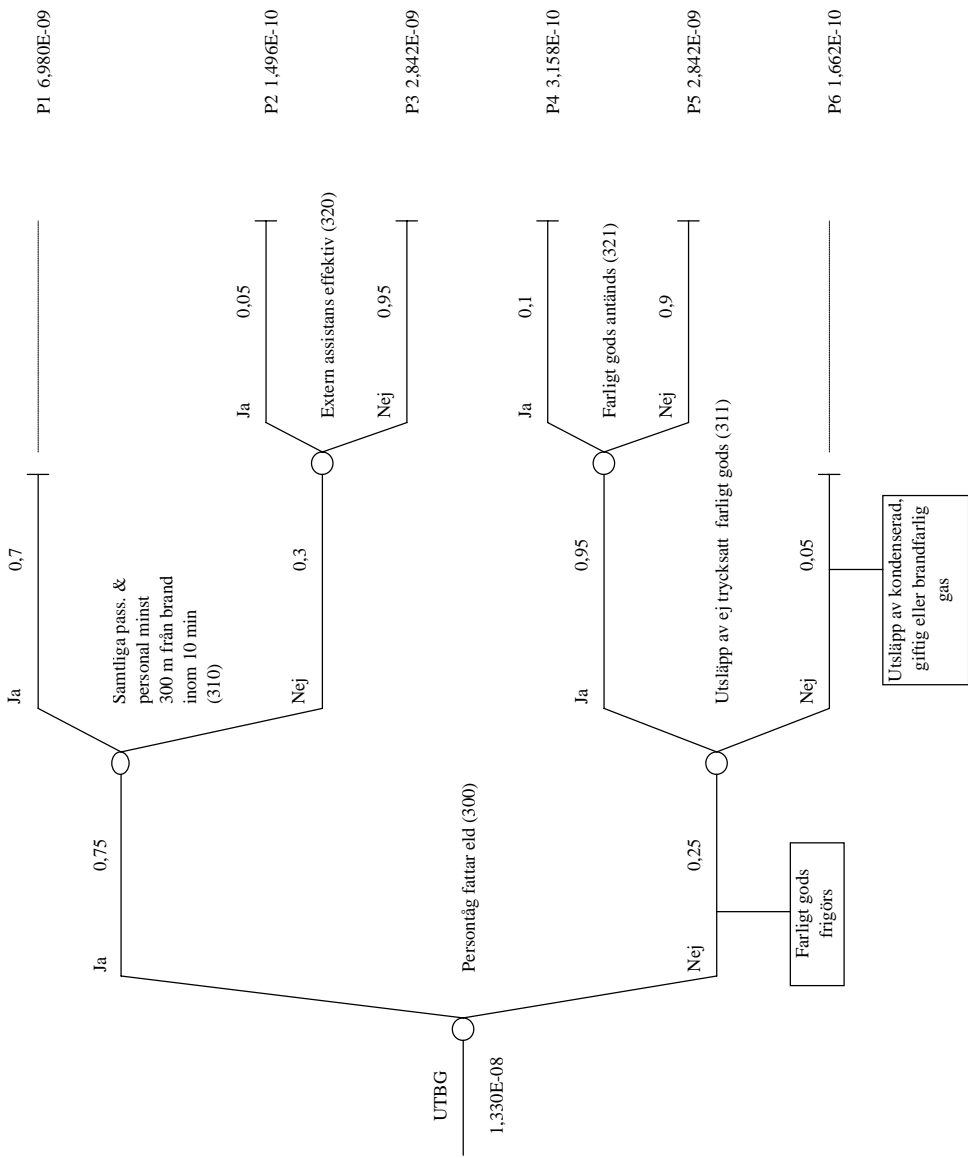 UTBG
1,330E-08
Persontåg fattar eld (300)
Ja
0,75
Nej
0,25
Farligt gods
frigörs
Samtliga pass. &
personal minst
300 m från brand
inom 10 min
(310)
Ja
0,7
Nej
0,3
Utsläpp av ej trycksatt farligt gods (311)
Ja
0,95
Nej
0,05
Utsläpp av kondenserad,
giftig eller brandfarlig
gas
Extern assistans effektiv (320)
Ja
0,05
Nej
0,95
Farligt gods antänds (321)
Ja
0,1
Nej
0,9
P1 6,980E-09
P2 1,496E-10
P3 2,842E-09
P4 3,158E-10
P5 2,842E-09
P6 1,662E-10